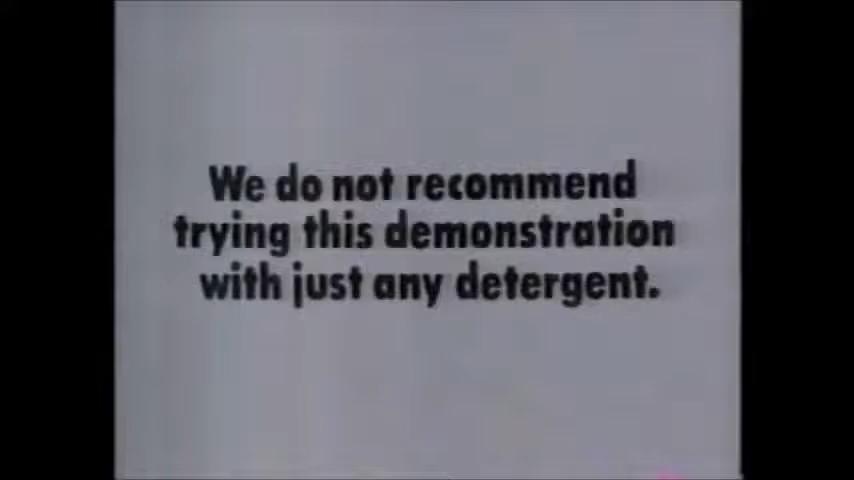 We do not recommend
trying this demonstration
with just any detergent.